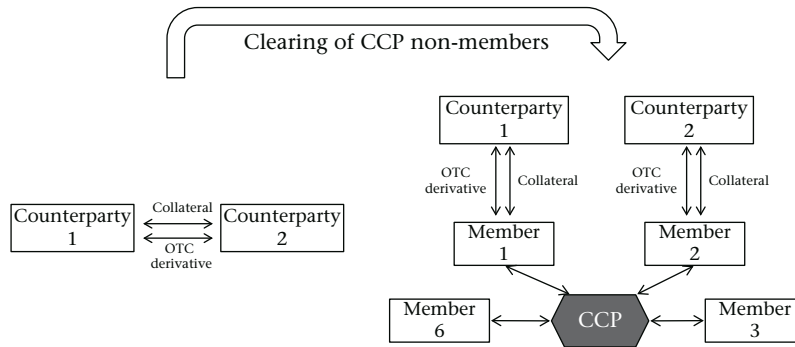 Clearing of CCP non-members
Counterparty
1
Collateral
OTC
derivative
Counterparty
2
Counterparty
1
Counterparty
2
OTC
derivative
Collateral
OTC
derivative
Collateral
Member
1
Member
2
Member
6
CCP
Member
3